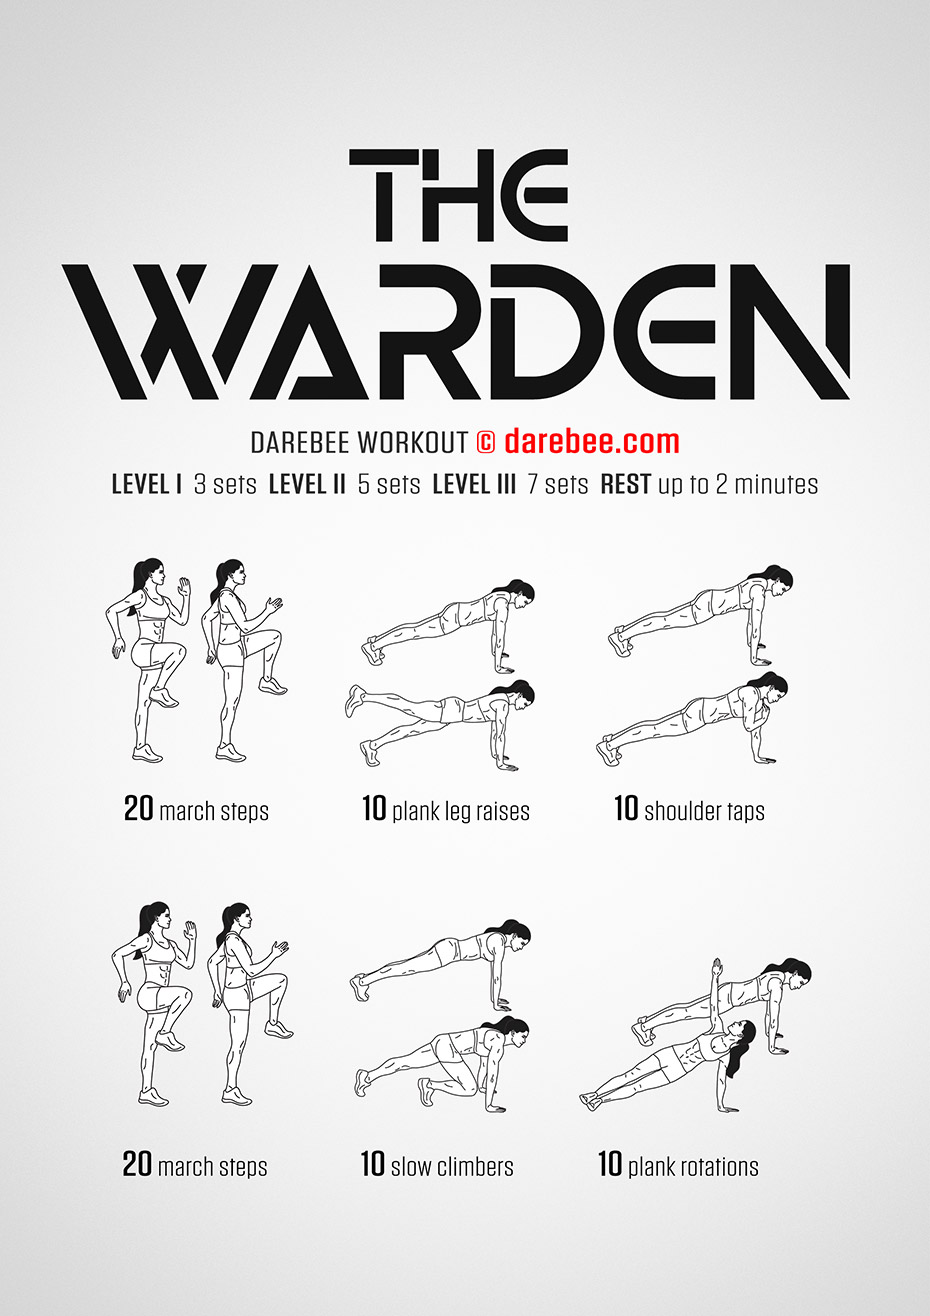 THE
WARDEN
DAREBEE WORKOUT © darebee.com
LEVEL I 3 sets LEVEL II 5 sets LEVEL III 7 sets REST up to 2 minutes
20 march steps
10 plank leg raises
10 shoulder taps
20 march steps
10 slow climbers
10 plank rotations